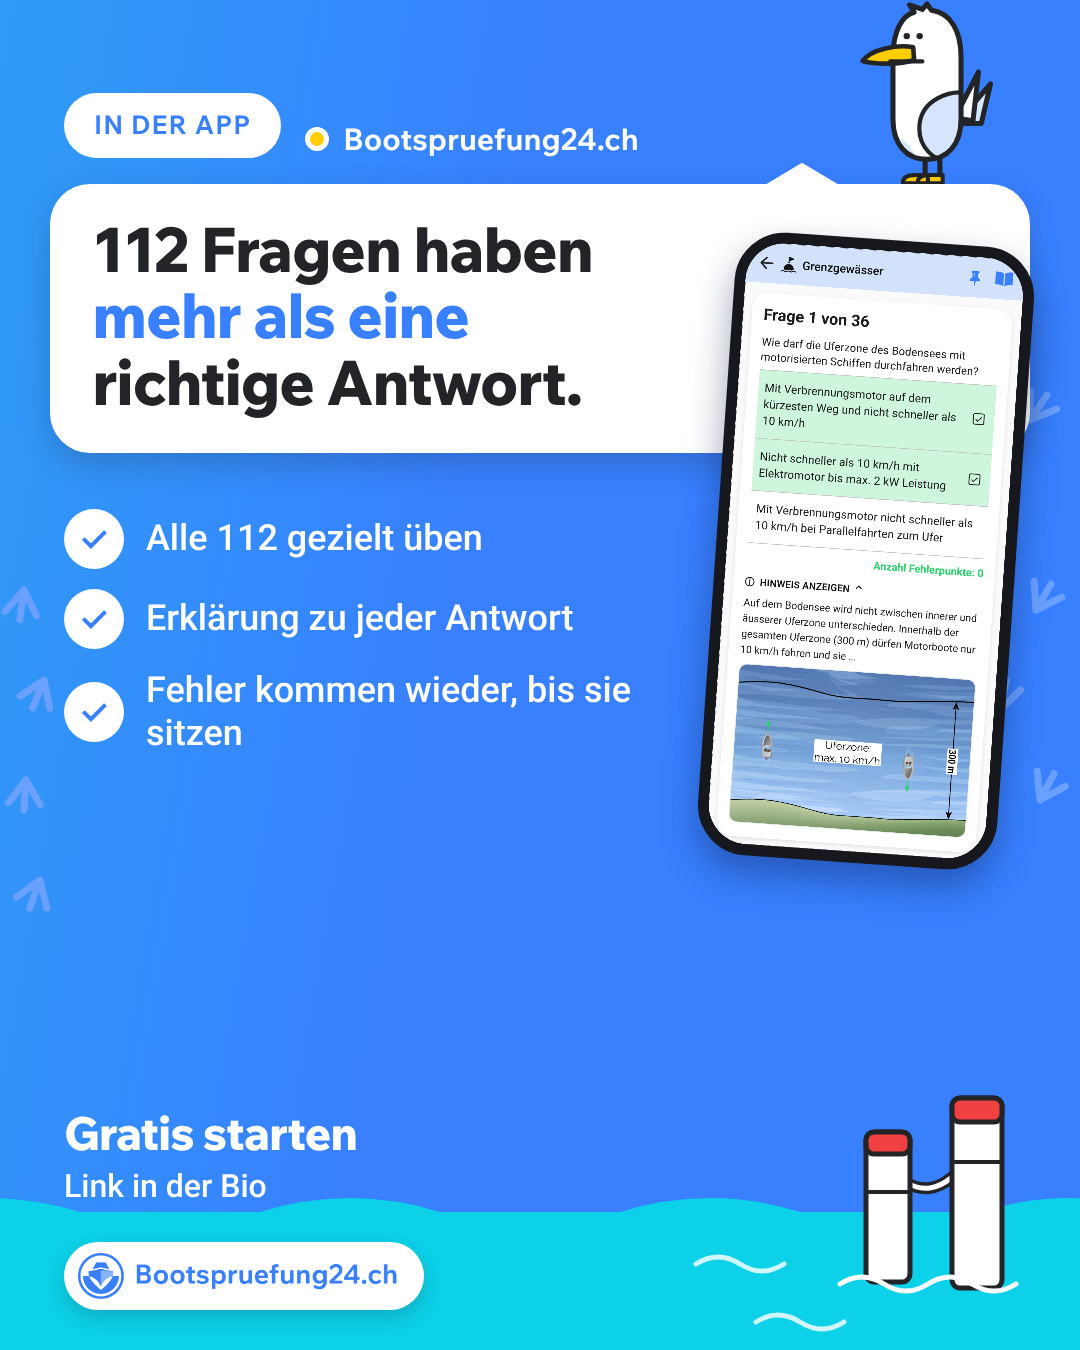 IN DER APP
Bootspruefung24.ch
112 Fragen haben
mehr als eine
richtige Antwort.
Alle 112 gezielt üben
Erklärung zu jeder Antwort
Fehler kommen wieder, bis sie
sitzen
Grenzgewässer
Frage 1 von 36
Wie darf die Uferzone des Bodensees mit
motorisierten Schiffen durchfahren werden?
Mit Verbrennungsmotor auf dem
kürzesten Weg und nicht schneller als
10 km/h
Nicht schneller als 10 km/h mit
Elektromotor bis max. 2 kW Leistung
Mit Verbrennungsmotor nicht schneller als
10 km/h bei Parallelfahrten zum Ufer
Anzahl Fehlerpunkte: 0
HINWEIS ANZEIGEN
Auf dem Bodensee wird nicht zwischen innerer und
äusserer Uferzone unterschieden. Innerhalb der
gesamten Uferzone (300 m) dürfen Motorboote nur
10 km/h fahren und sie ...
Uferzone:
max. 10 km/h
300 m
Gratis starten
Link in der Bio
Bootspruefung24.ch